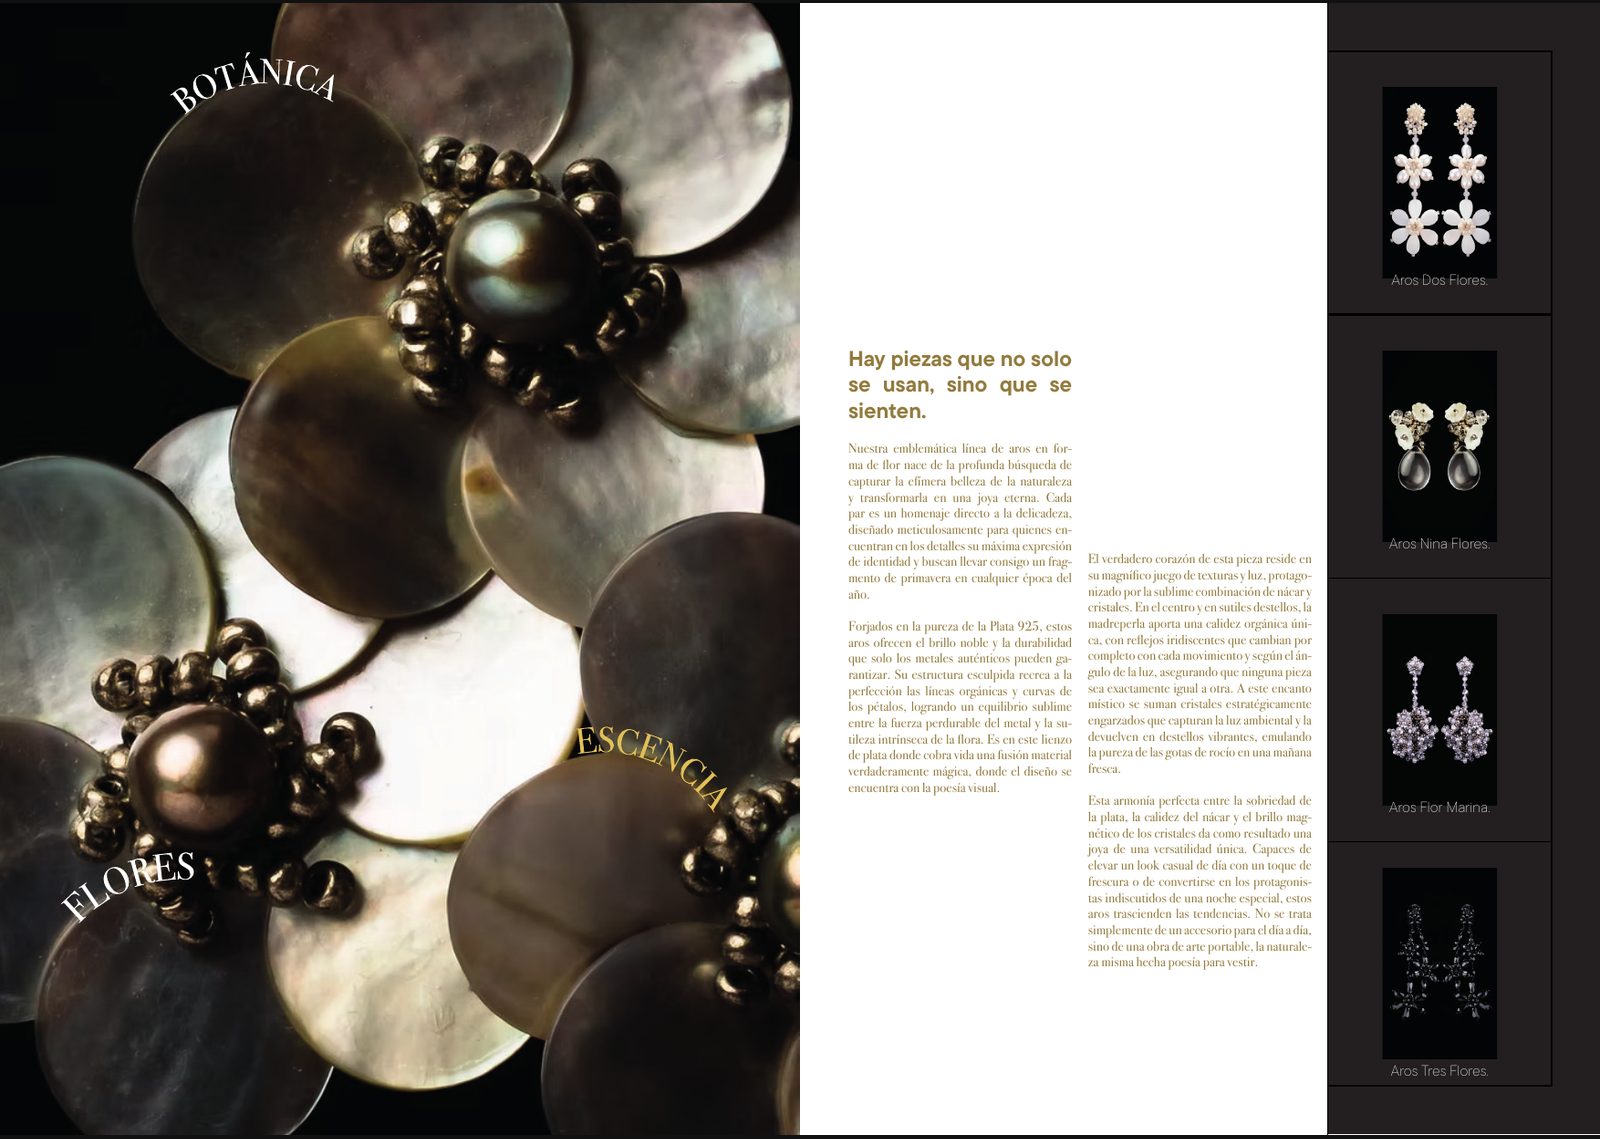 BOTÁNICA
ESCENCIA
FLORES
Hay piezas que no solo
se usan, sino que se
sienten.
Nuestra emblemática línea de aros en for-
ma de flor nace de la profunda búsqueda de
capturar la efímera belleza de la naturaleza
y transformarla en una joya eterna. Cada
par es un homenaje directo a la delicadeza,
diseñado meticulosamente para quienes en-
cuentran en los detalles su máxima expresión
de identidad y buscan llevar consigo un frag-
mento de primavera en cualquier época del
año.
Forjados en la pureza de la Plata 925, estos
aros ofrecen el brillo noble y la durabilidad
que solo los metales auténticos pueden ga-
rantizar. Su estructura esculpida recrea a la
perfección las líneas orgánicas y curvas de
los pétalos, logrando un equilibrio sublime
entre la fuerza perdurable del metal y la su-
tileza intrínseca de la flora. Es en este lienzo
de plata donde cobra vida una fusión material
verdaderamente mágica, donde el diseño se
encuentra con la poesía visual.
El verdadero corazón de esta pieza reside en
su magnífico juego de texturas y luz, protago-
nizado por la sublime combinación de nácar y
cristales. En el centro y en sutiles destellos, la
madreperla aporta una calidez orgánica úni-
ca, con reflejos iridiscentes que cambian por
completo con cada movimiento y según el án-
gulo de la luz, asegurando que ninguna pieza
sea exactamente igual a otra. A este encanto
místico se suman cristales estratégicamente
engarzados que capturan la luz ambiental y la
devuelven en destellos vibrantes, emulando
la pureza de las gotas de rocío en una mañana
fresca.
Esta armonía perfecta entre la sobriedad de
la plata, la calidez del nácar y el brillo mag-
nético de los cristales da como resultado una
joya de una versatilidad única. Capaces de
elevar un look casual de día con un toque de
frescura o de convertirse en los protagonis-
tas indiscutidos de una noche especial, estos
aros trascienden las tendencias. No se trata
simplemente de un accesorio para el día a día,
sino de una obra de arte portable, la naturale-
za misma hecha poesía para vestir.
Aros Dos Flores.
Aros Nina Flores.
Aros Flor Marina.
Aros Tres Flores.